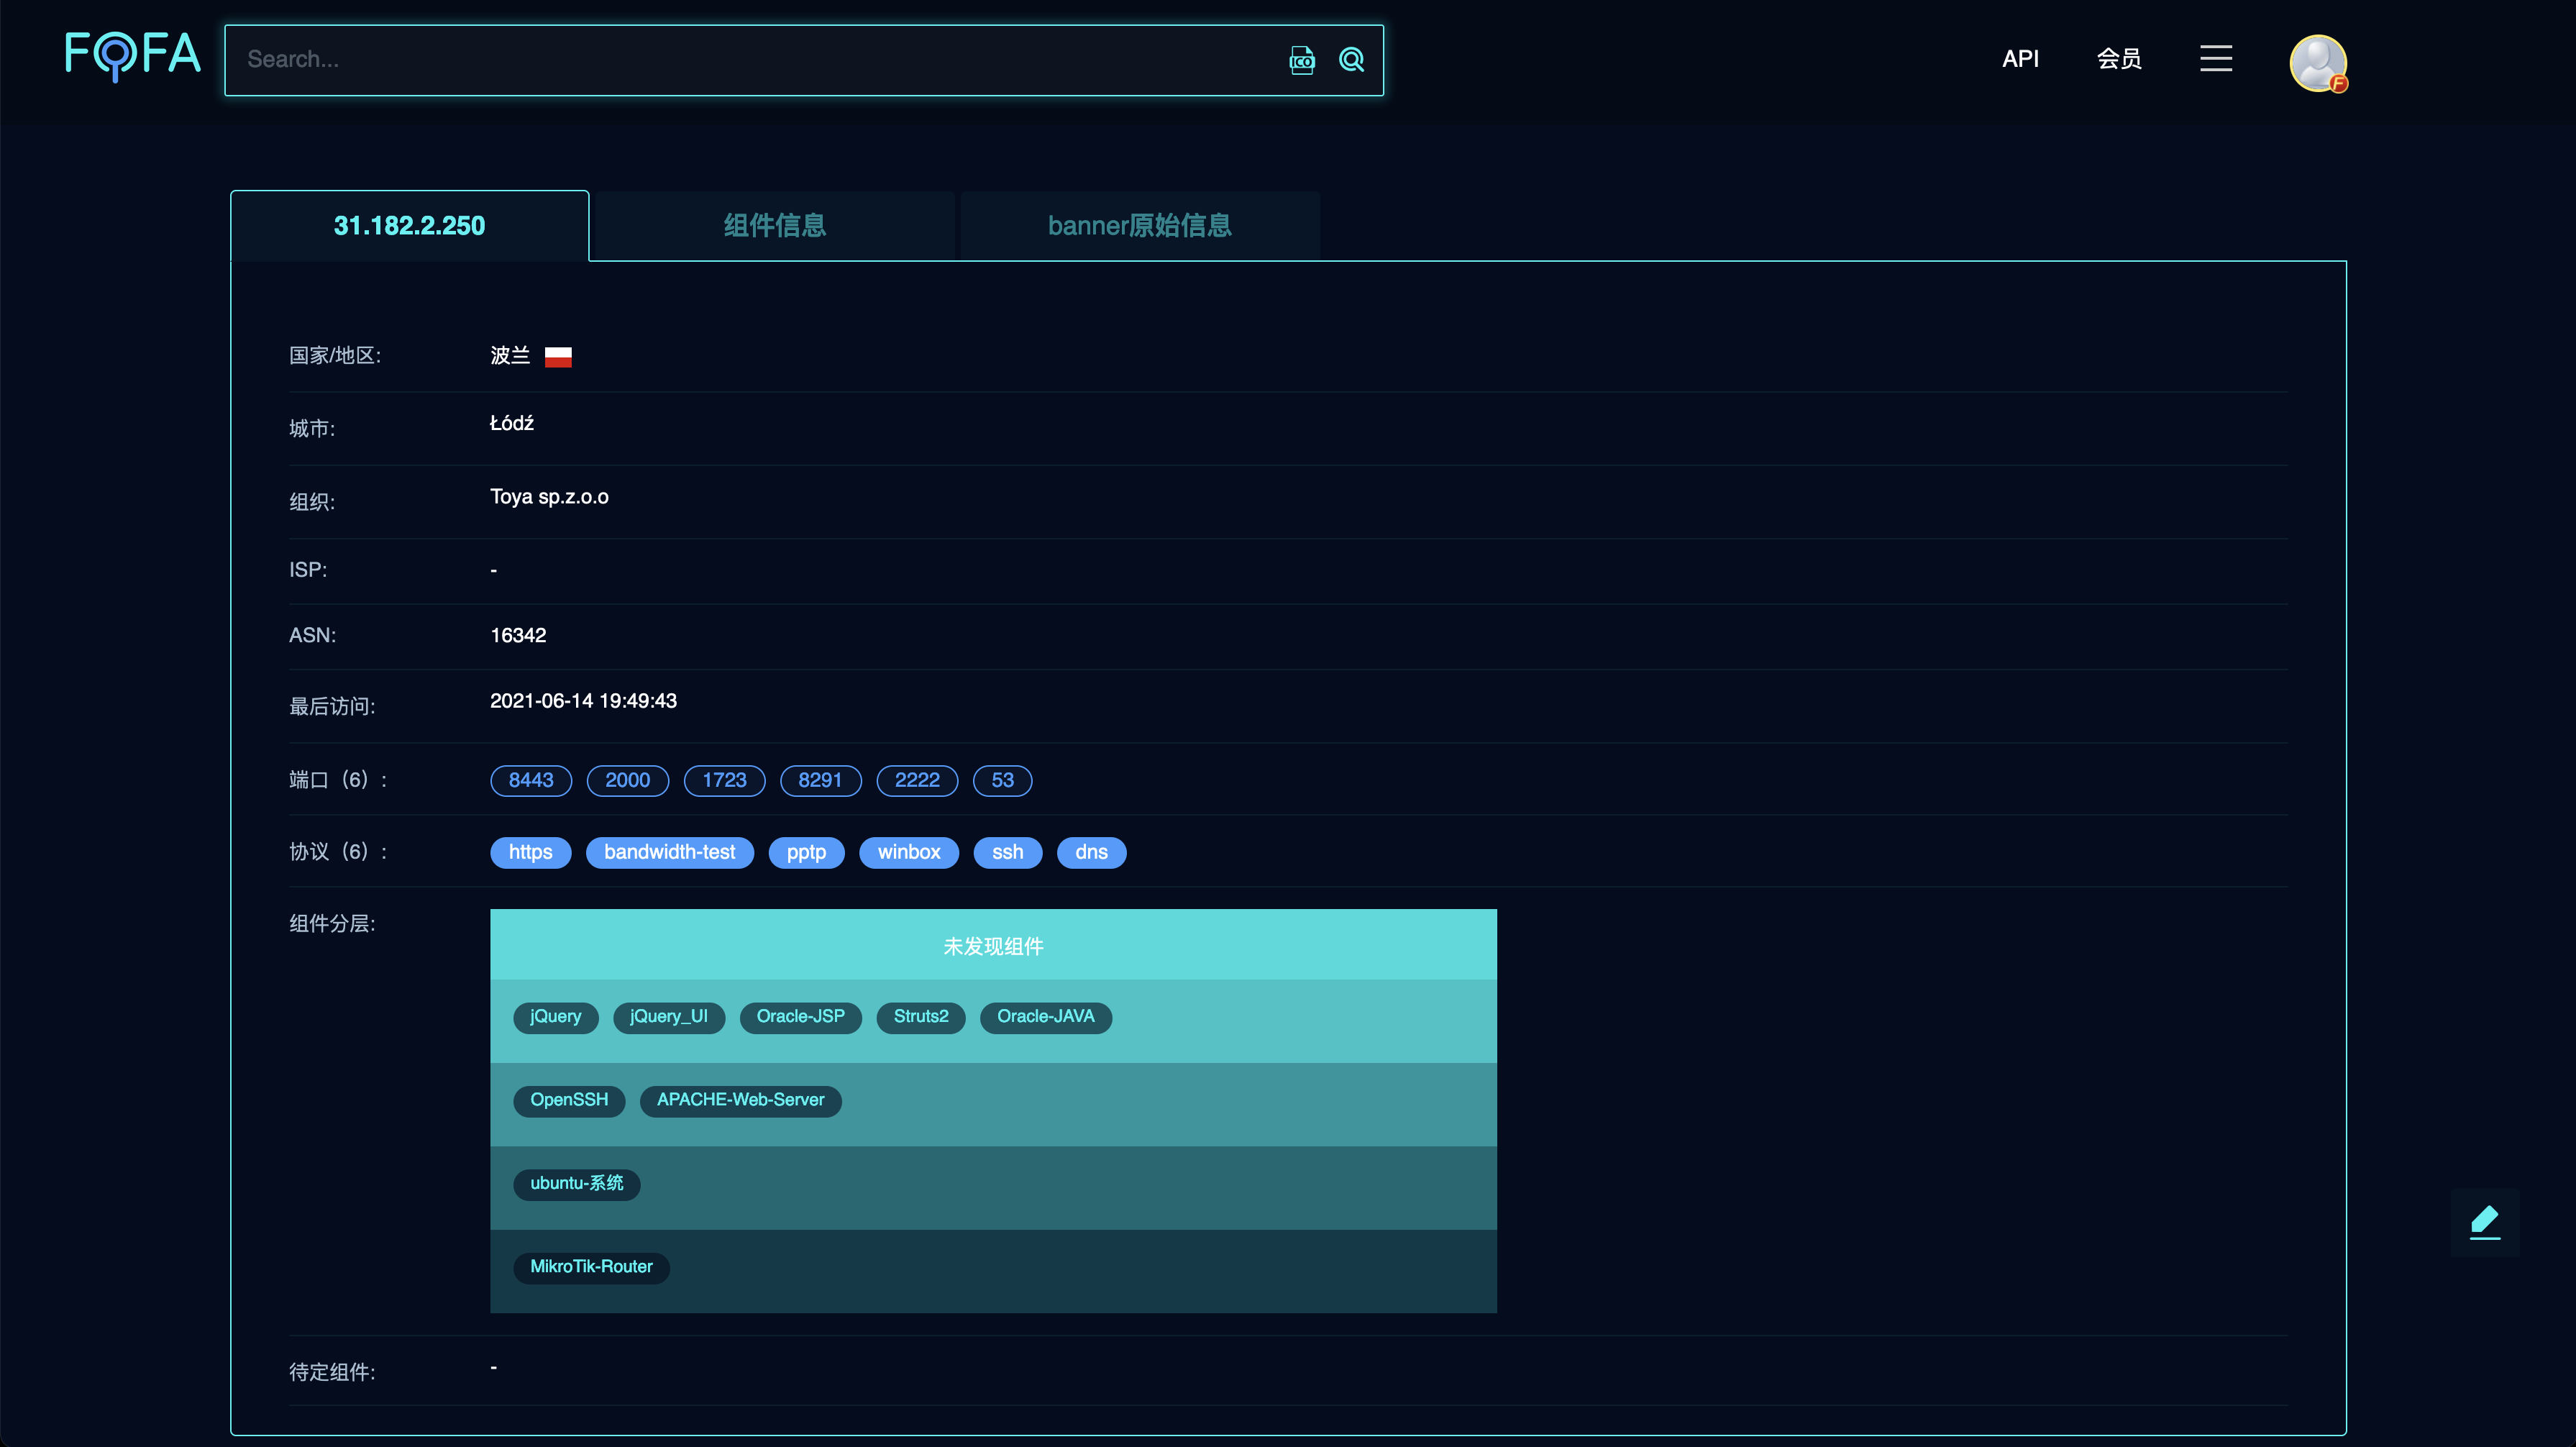 FOFA
Search...
ICO
API
会员
F
31.182.2.250
组件信息
banner原始信息
国家/地区: 波兰
城市: Łódź
组织: Toya sp.z.o.o
ISP: -
ASN: 16342
最后访问: 2021-06-14 19:49:43
端口（6）: 8443 2000 1723 8291 2222 53
协议（6）: https bandwidth-test pptp winbox ssh dns
组件分层:
未发现组件
jQuery jQuery_UI Oracle-JSP Struts2 Oracle-JAVA
OpenSSH APACHE-Web-Server
ubuntu-系统
MikroTik-Router
待定组件: -